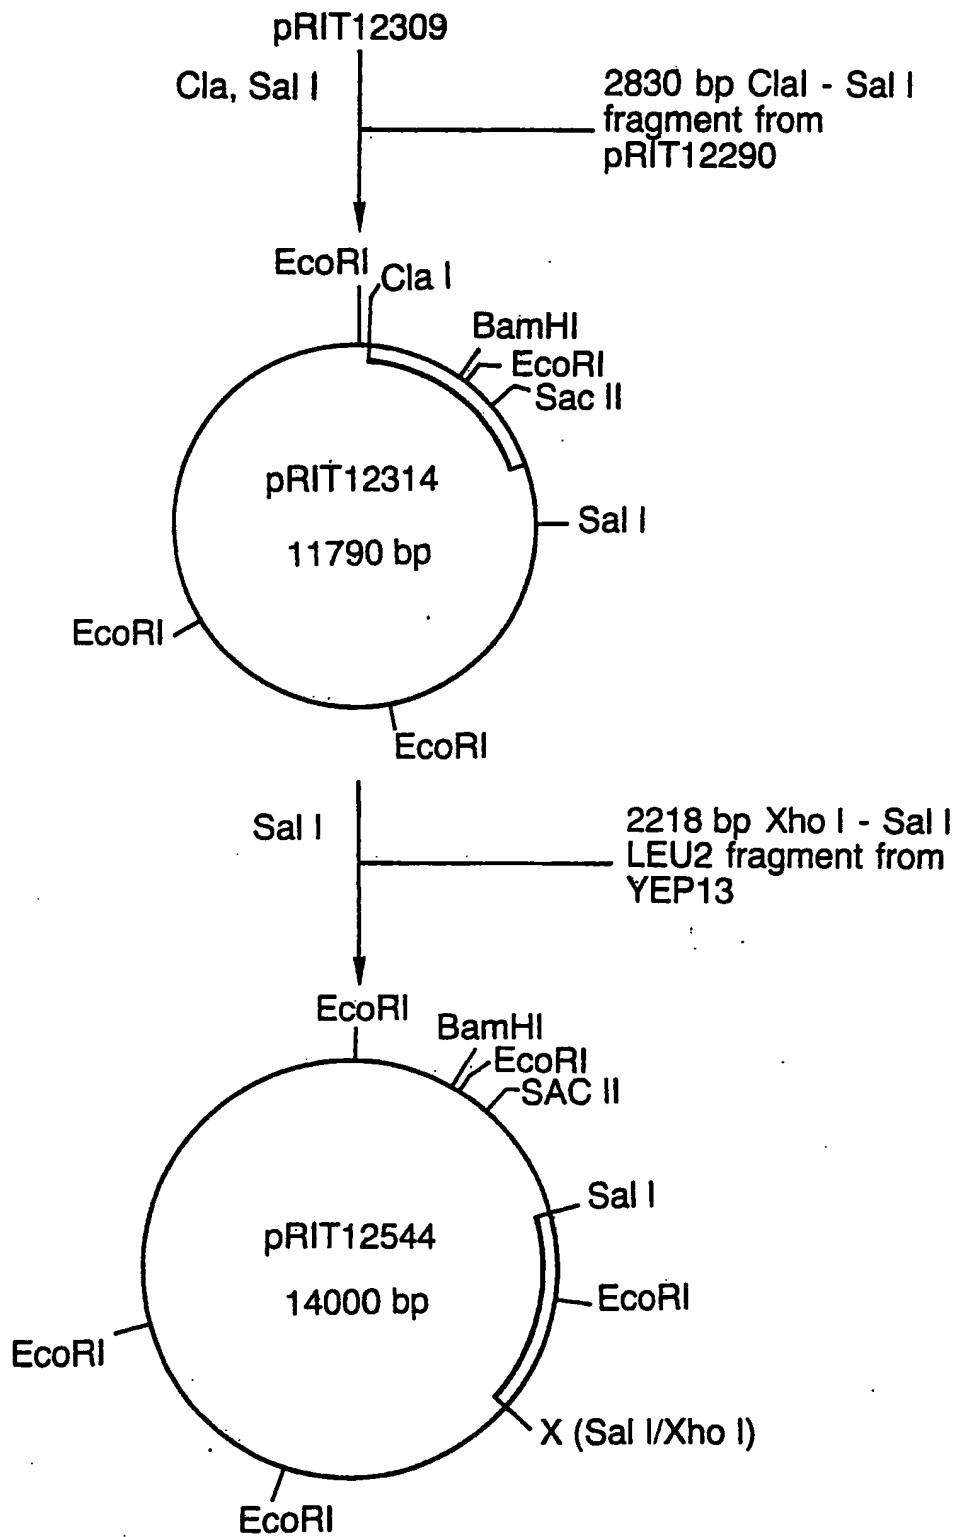 pRIT12309
Cla, Sal I
2830 bp ClaI - Sal I
fragment from
pRIT12290
EcoRI
Cla I
BamHI
EcoRI
Sac II
pRIT12314
11790 bp
Sal I
EcoRI
EcoRI
Sal I
2218 bp Xho I - Sal I
LEU2 fragment from
YEP13
EcoRI
BamHI
EcoRI
SAC II
Sal I
pRIT12544
14000 bp
EcoRI
EcoRI
X (Sal I/Xho I)
EcoRI